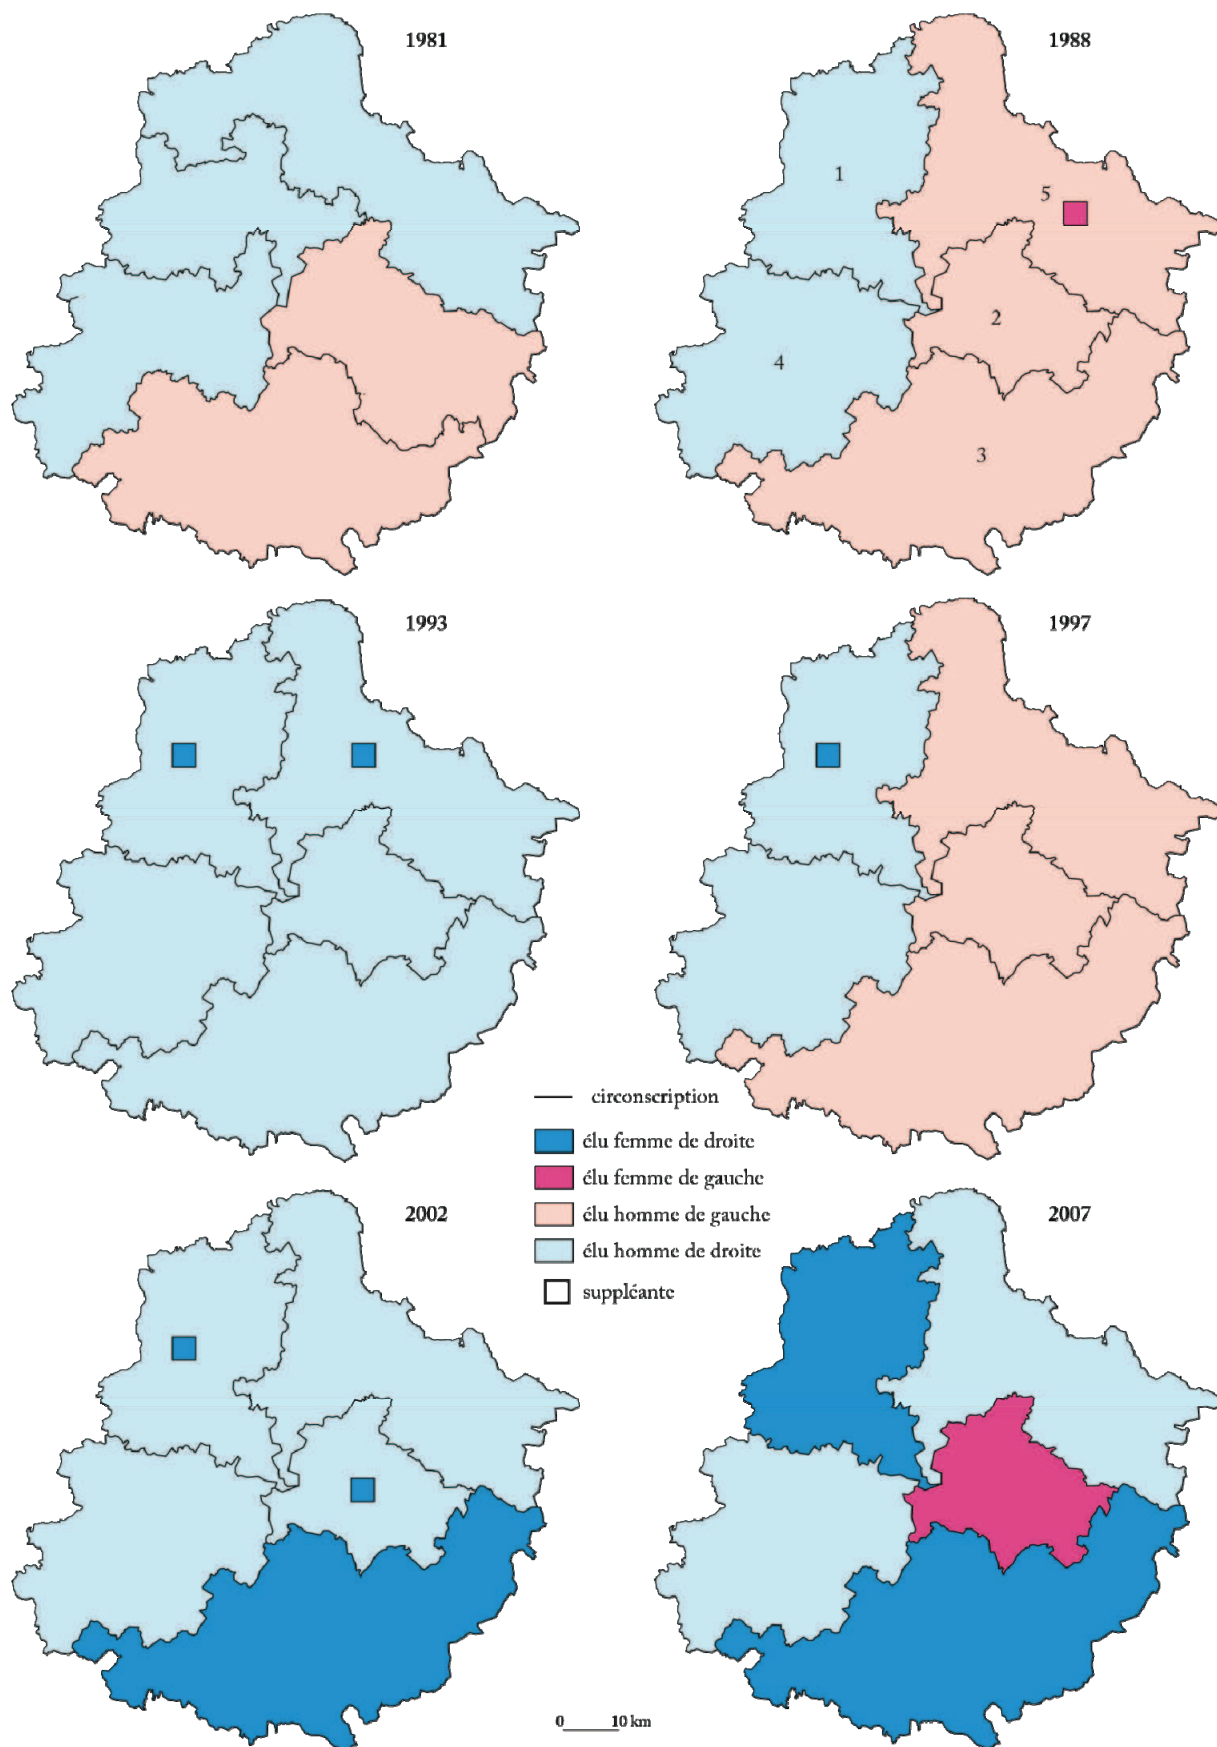 1981
1988
1
5
2
4
3
1993
1997
circonscription
élu femme de droite
élu femme de gauche
élu homme de gauche
élu homme de droite
suppléante
2002
2007
0 10 km